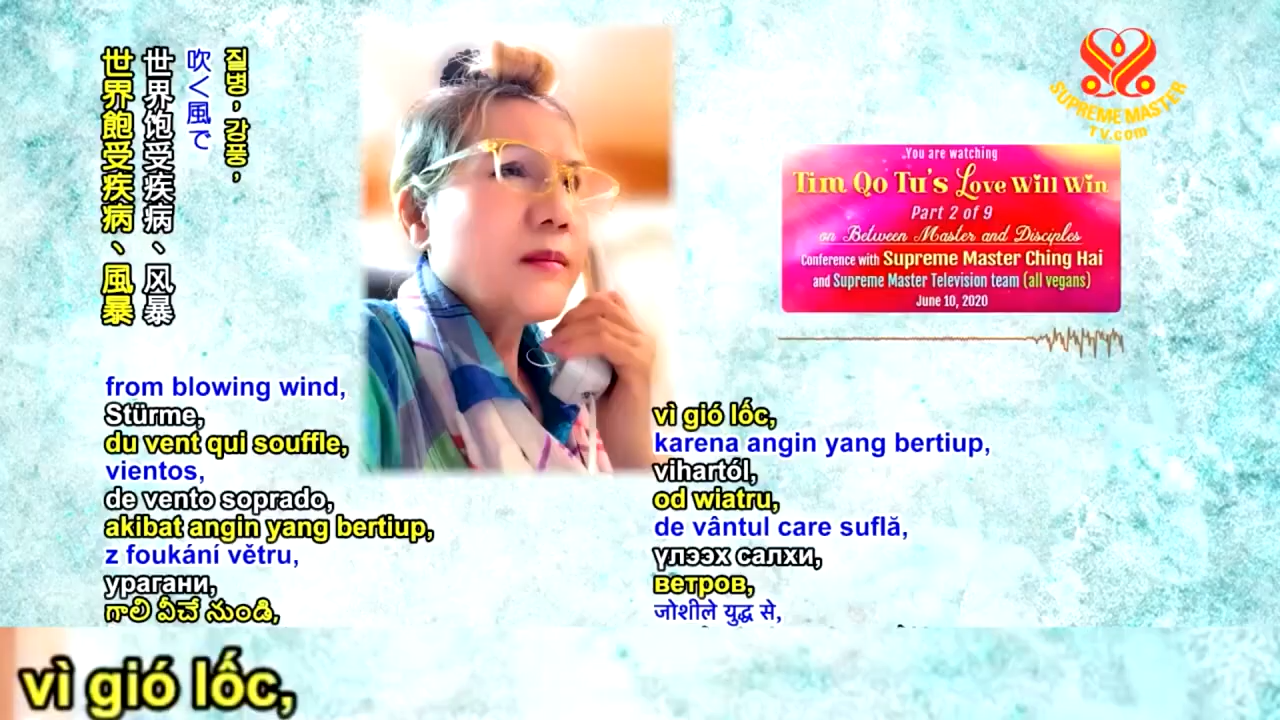 世界飽受疾病、風暴
世界饱受疾病、风暴
吹く風で
질병, 강풍,
SUPREME MASTER
TV.com
You are watching
Tim Qo Tu's Love Will Win
Part 2 of 9
on Between Master and Disciples
Conference with Supreme Master Ching Hai
and Supreme Master Television team (all vegans)
June 10, 2020
from blowing wind,
Stürme,
du vent qui souffle,
vientos,
de vento soprado,
akibat angin yang bertiup,
z foukání větru,
урагани,
గాలి వీచే నుండి,
vì gió lốc,
karena angin yang bertiup,
vihartól,
od wiatru,
de vântul care suflă,
үлээх салхи,
ветров,
जोशीले युद्ध से,
vì gió lốc,